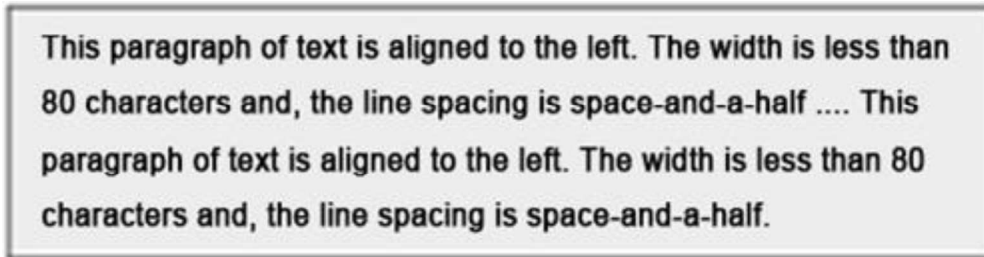 This paragraph of text is aligned to the left. The width is less than
80 characters and, the line spacing is space-and-a-half .... This
paragraph of text is aligned to the left. The width is less than 80
characters and, the line spacing is space-and-a-half.